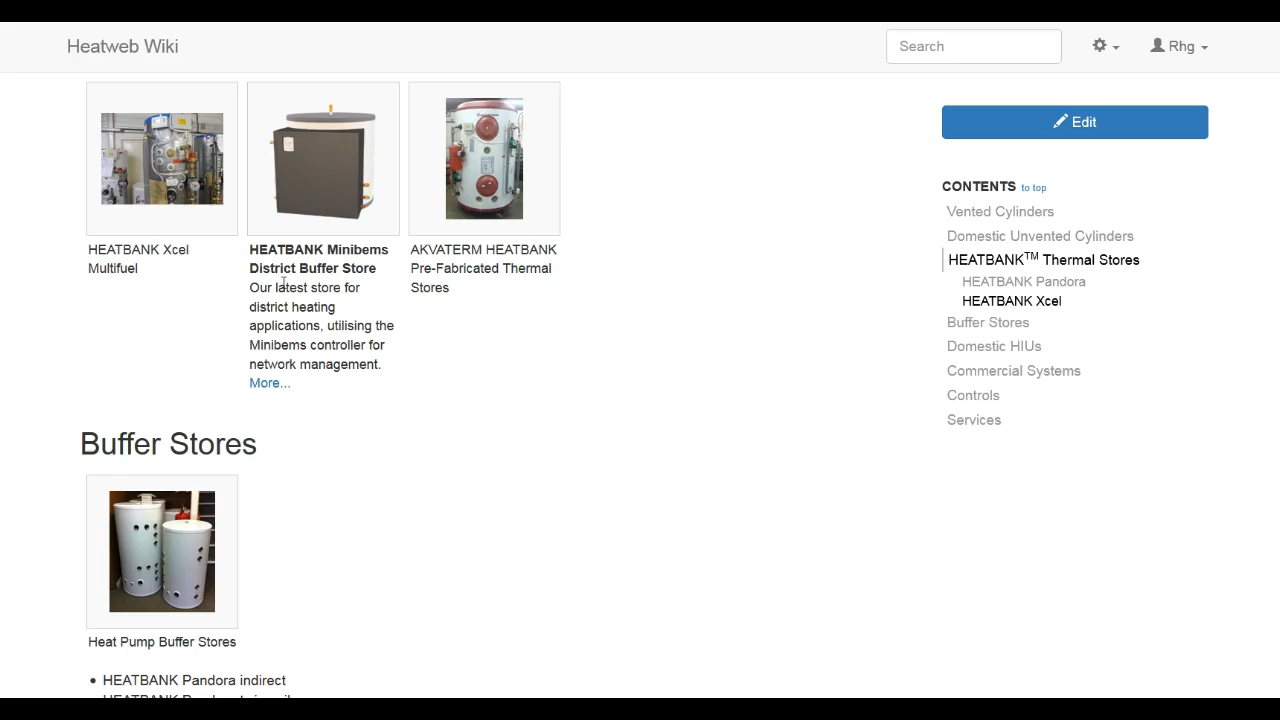 Heatweb Wiki
Search
Rhg
Edit
CONTENTS to top
Vented Cylinders
Domestic Unvented Cylinders
HEATBANK™ Thermal Stores
HEATBANK Pandora
HEATBANK Xcel
Buffer Stores
Domestic HIUs
Commercial Systems
Controls
Services
HEATBANK Xcel
Multifuel
HEATBANK Minibems
District Buffer Store
Our latest store for
district heating
applications, utilising the
Minibems controller for
network management.
More...
AKVATERM HEATBANK
Pre-Fabricated Thermal
Stores
Buffer Stores
Heat Pump Buffer Stores
• HEATBANK Pandora indirect